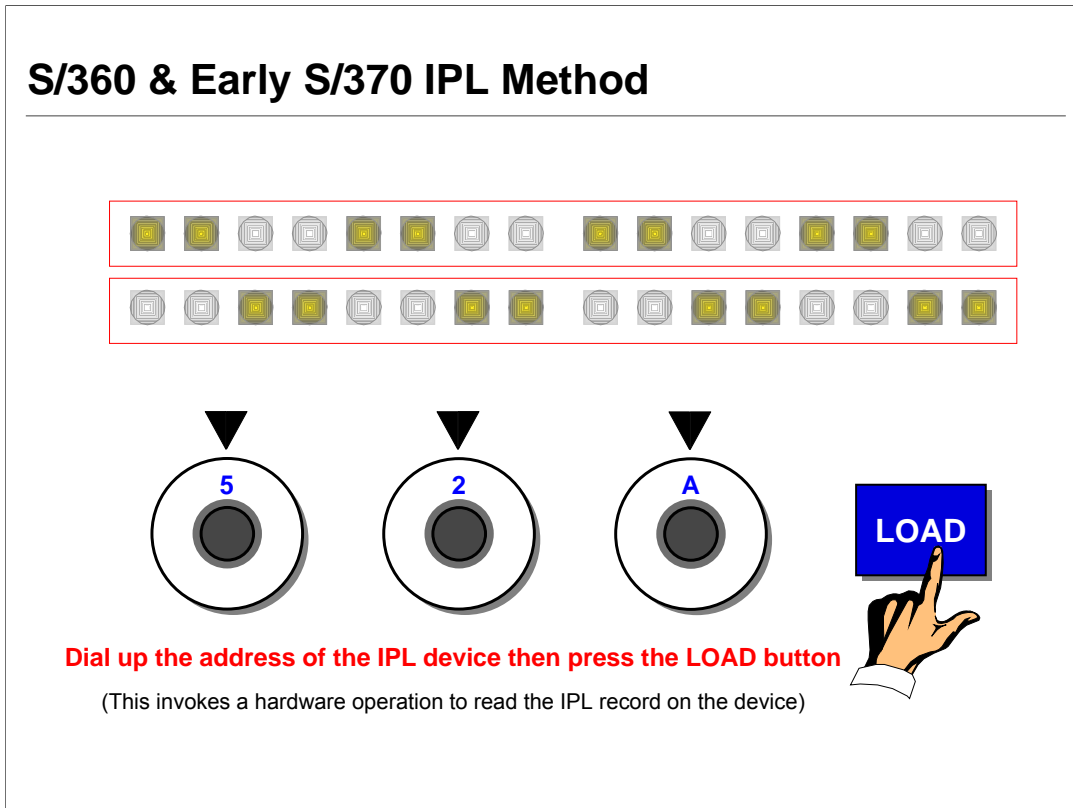 S/360 & Early S/370 IPL Method
5 2 A
LOAD
Dial up the address of the IPL device then press the LOAD button
(This invokes a hardware operation to read the IPL record on the device)